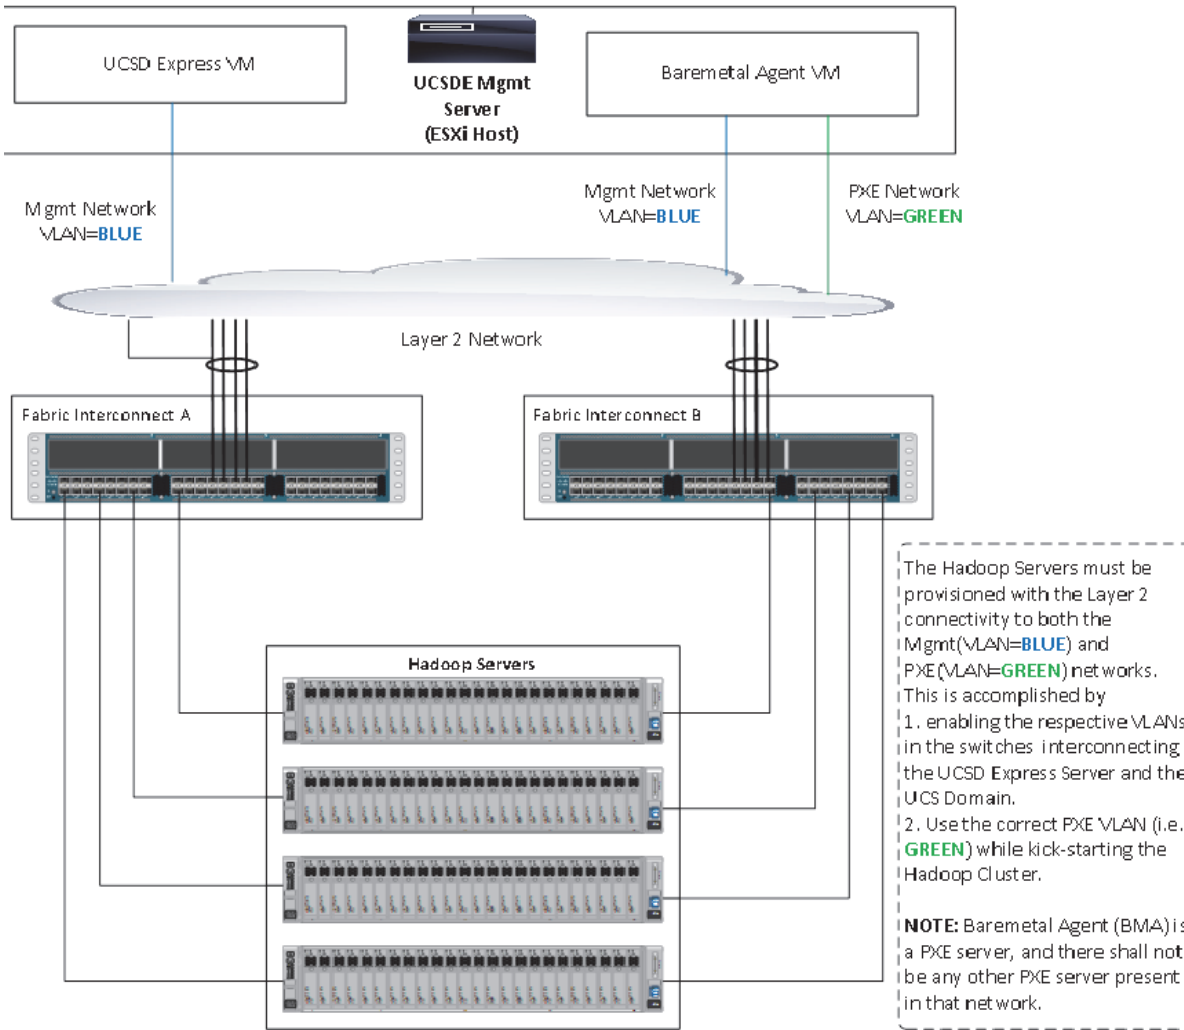 UCSD Express VM
UCSDE Mgmt
Server
(ESXi Host)
Baremetal Agent VM
Mgmt Network
VLAN=BLUE
Mgmt Network
VLAN=BLUE
PXE Network
VLAN=GREEN
Layer 2 Network
Fabric Interconnect A
Fabric Interconnect B
Hadoop Servers
The Hadoop Servers must be
provisioned with the Layer 2
connectivity to both the
Mgmt(VLAN=BLUE) and
PXE(VLAN=GREEN) networks.
This is accomplished by
1. enabling the respective VLANs
in the switches interconnecting
the UCSD Express Server and the
UCS Domain.
2. Use the correct PXE VLAN (i.e.
GREEN) while kick-starting the
Hadoop Cluster.
NOTE: Baremetal Agent (BMA) is
a PXE server, and there shall not
be any other PXE server present
in that network.